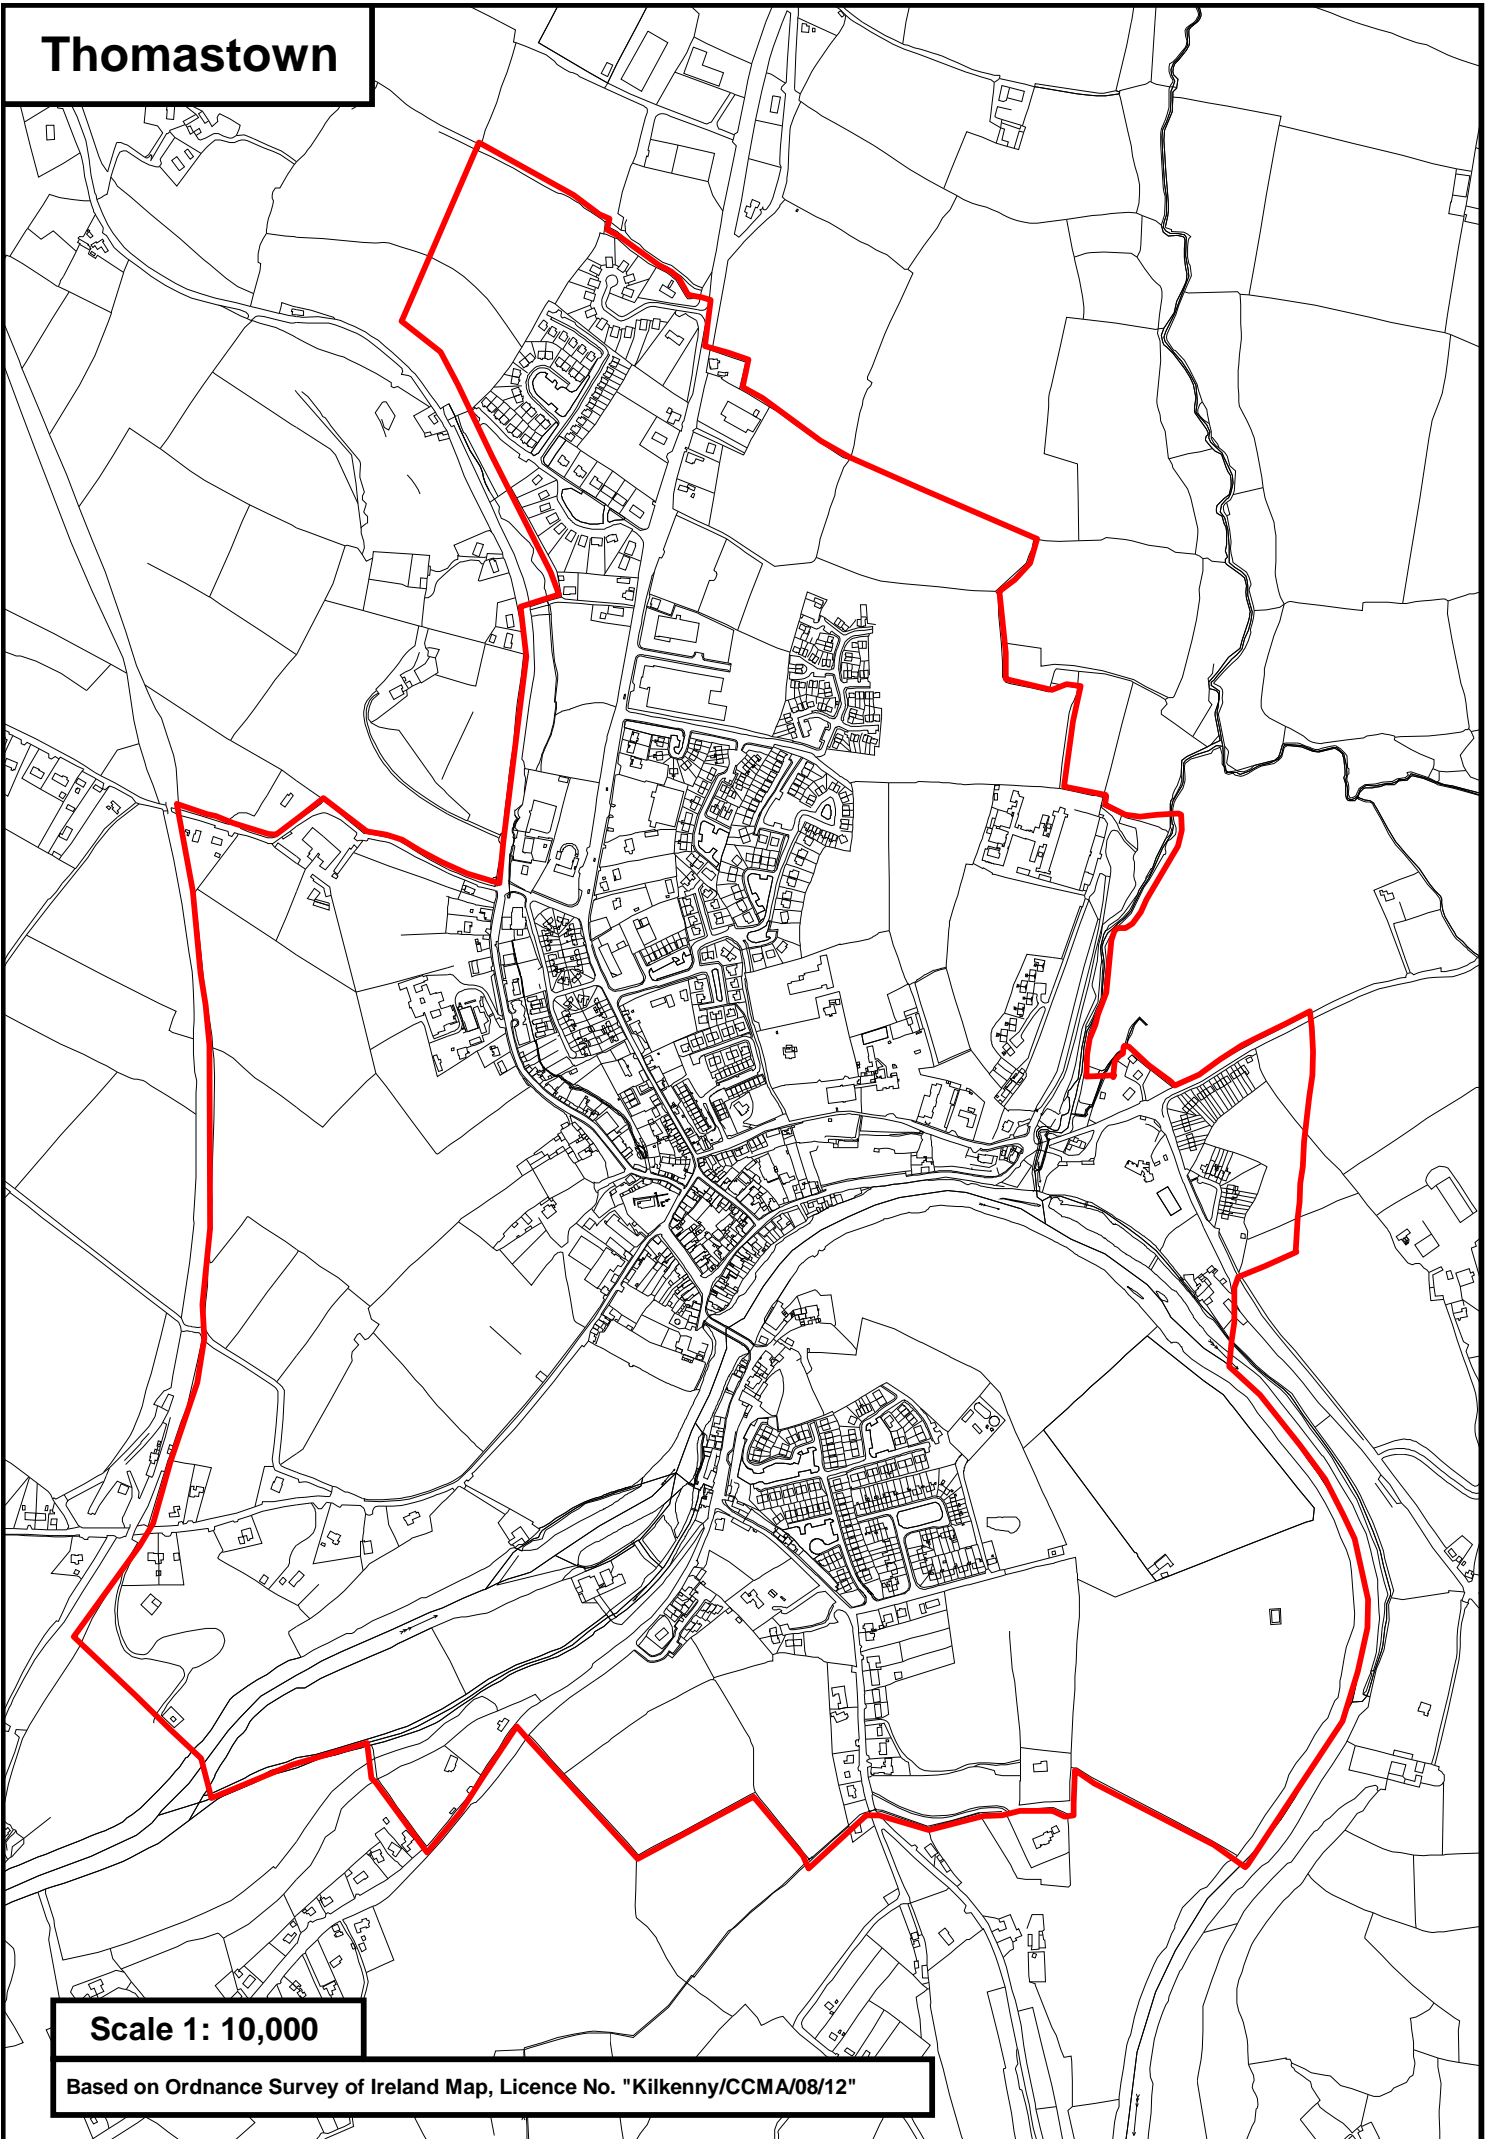 Thomastown
Scale 1: 10,000
Based on Ordnance Survey of Ireland Map, Licence No. "Kilkenny/CCMA/08/12"